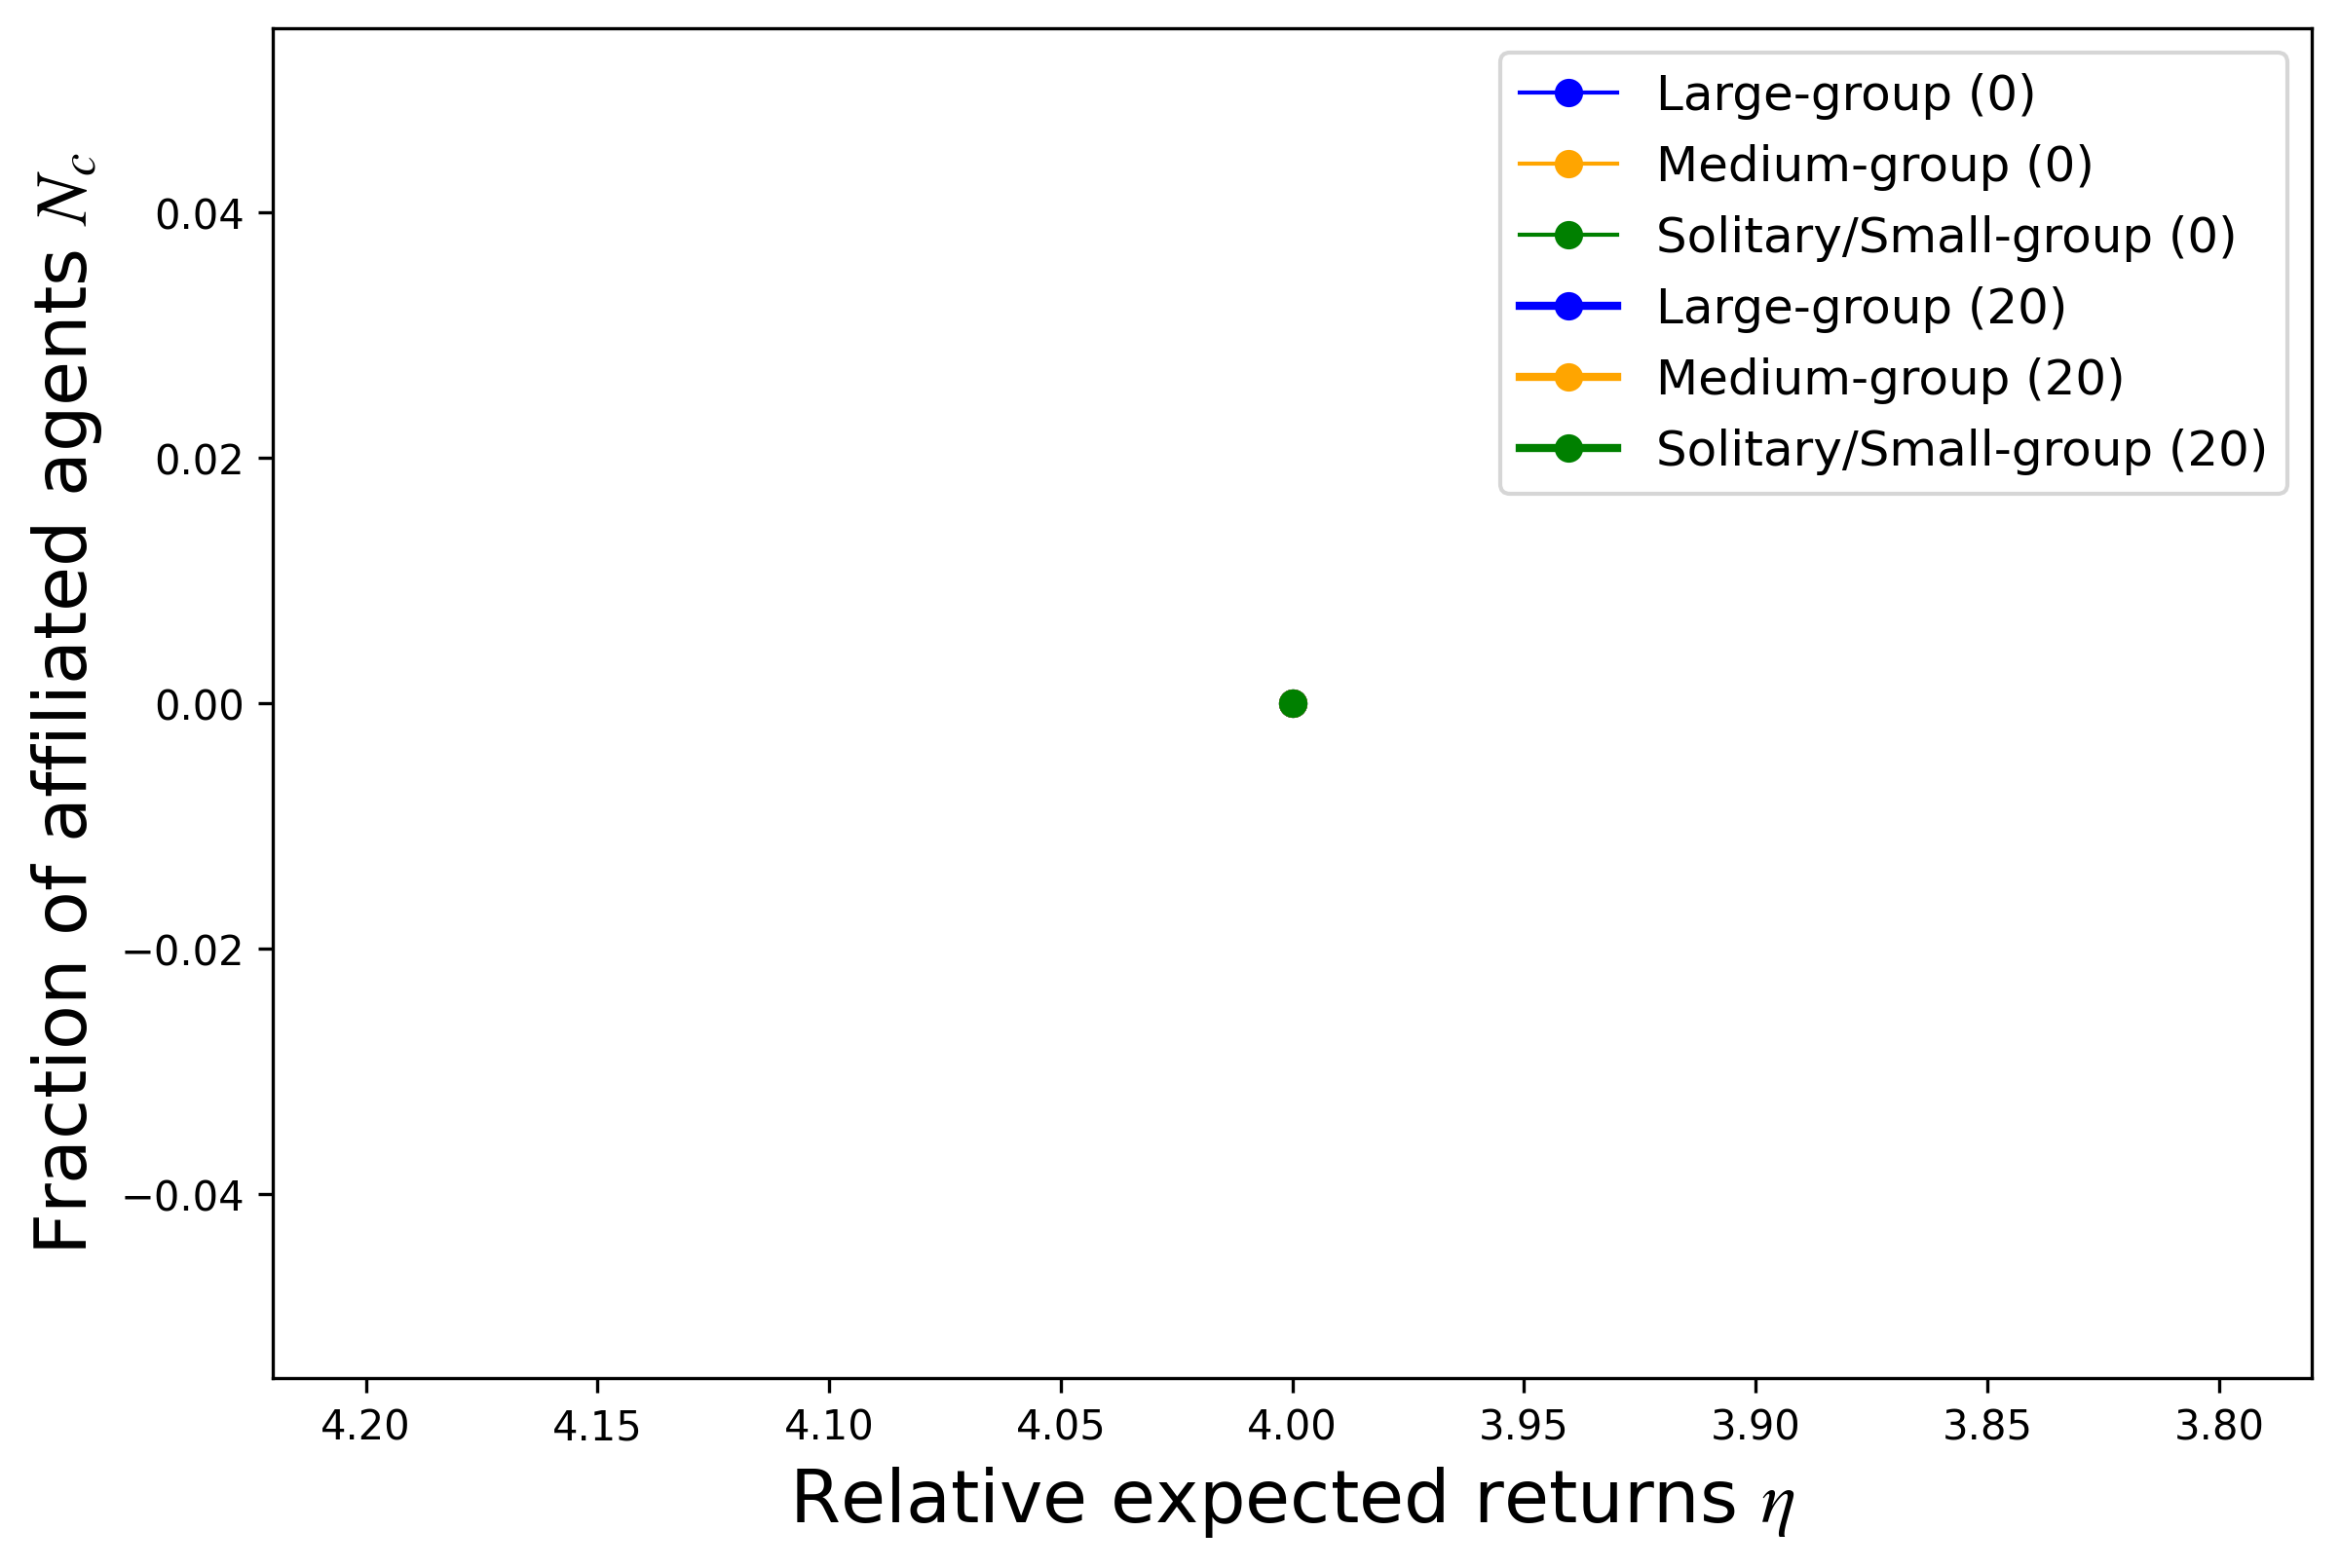 Large-group (0)
Medium-group (0)
Solitary/Small-group (0)
Large-group (20)
Medium-group (20)
Solitary/Small-group (20)
Fraction of affiliated agents N_c
0.04
0.02
0.00
−0.02
−0.04
4.20 4.15 4.10 4.05 4.00 3.95 3.90 3.85 3.80
Relative expected returns η